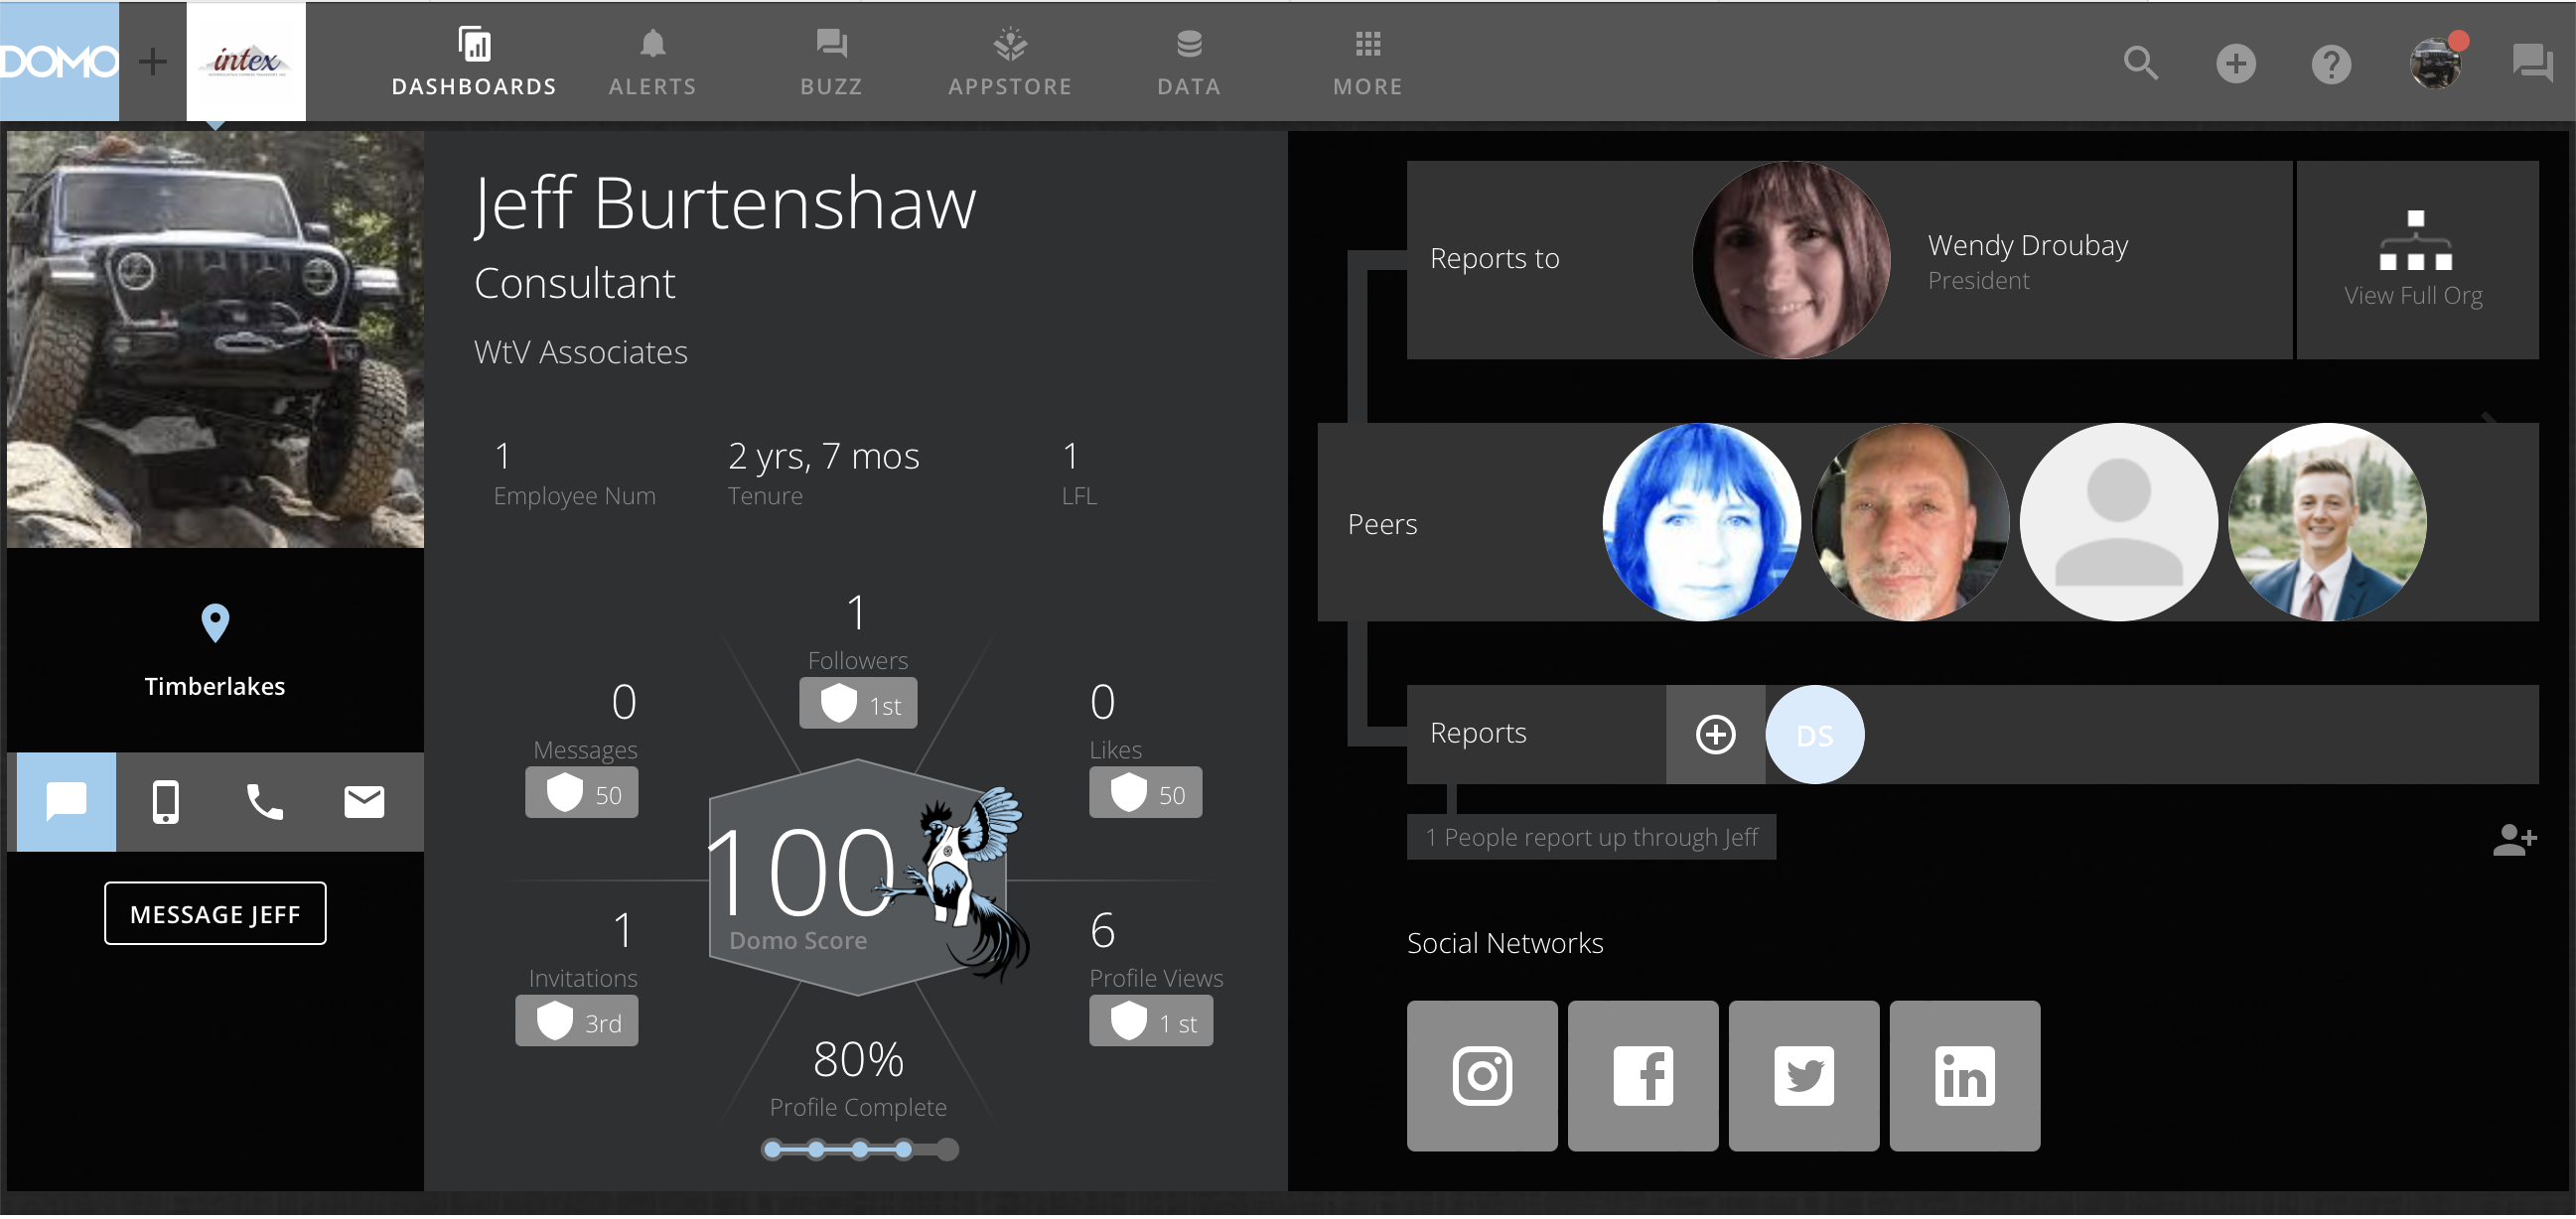 DOMO
intex
DASHBOARDS
ALERTS
BUZZ
APPSTORE
DATA
MORE
Jeff Burtenshaw
Consultant
WtV Associates
1
Employee Num
2 yrs, 7 mos
Tenure
1
LFL
Timberlakes
MESSAGE JEFF
1
Followers
1st
0
Messages
50
0
Likes
50
100
Domo Score
1
Invitations
3rd
6
Profile Views
1 st
80%
Profile Complete
Reports to
Wendy Droubay
President
View Full Org
Peers
Reports
DS
1 People report up through Jeff
Social Networks